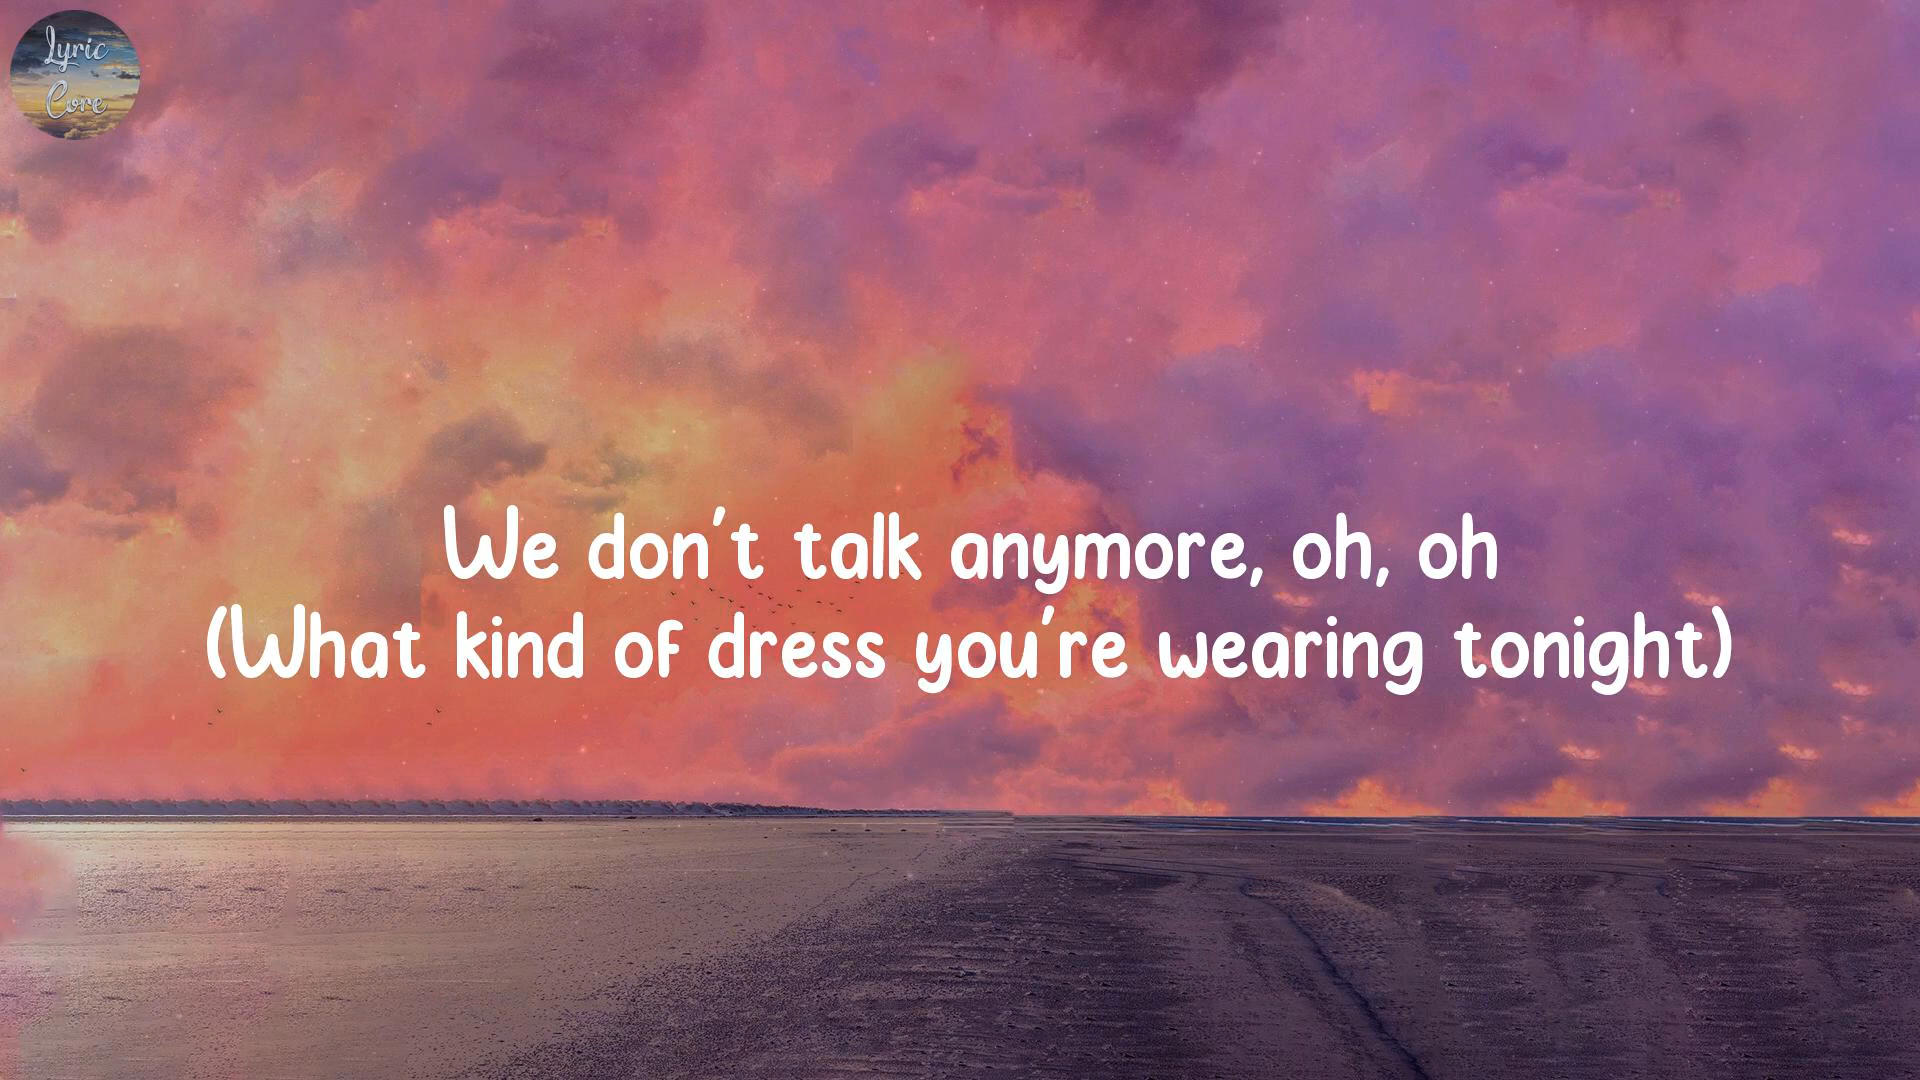 Lyric
Core
We don't talk anymore, oh, oh
(What kind of dress you're wearing tonight)